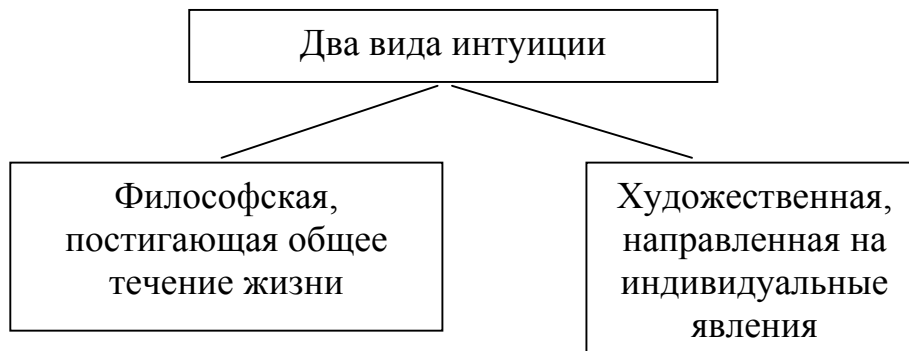 Два вида интуиции
Философская,
постигающая общее
течение жизни
Художественная,
направленная на
индивидуальные
явления